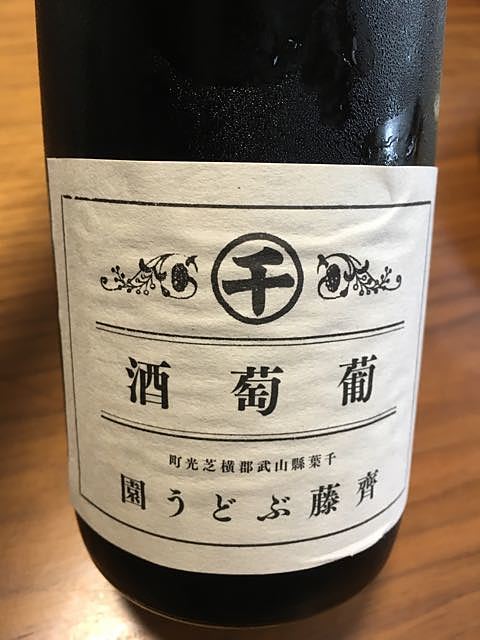 千
葡萄酒
千葉縣山武郡横芝光町
齊藤ぶどう園